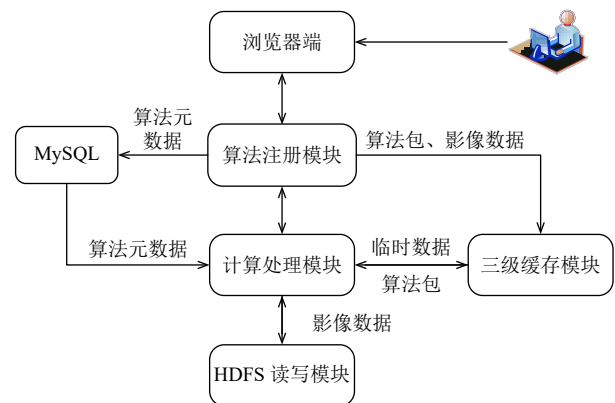 浏览器端
算法元
数据
MySQL
算法注册模块
算法包、影像数据
算法元数据
计算处理模块
临时数据
算法包
三级缓存模块
影像数据
HDFS 读写模块